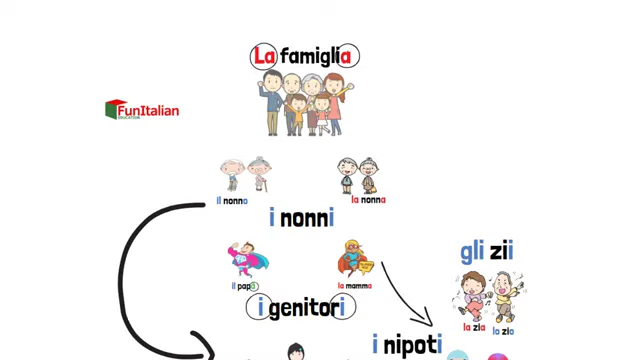 La famiglia
FunItalian
EDUCATION
il nonno
la nonna
i nonni
gli zii
il papà
la mamma
la zia
lo zio
i genitori
i nipoti